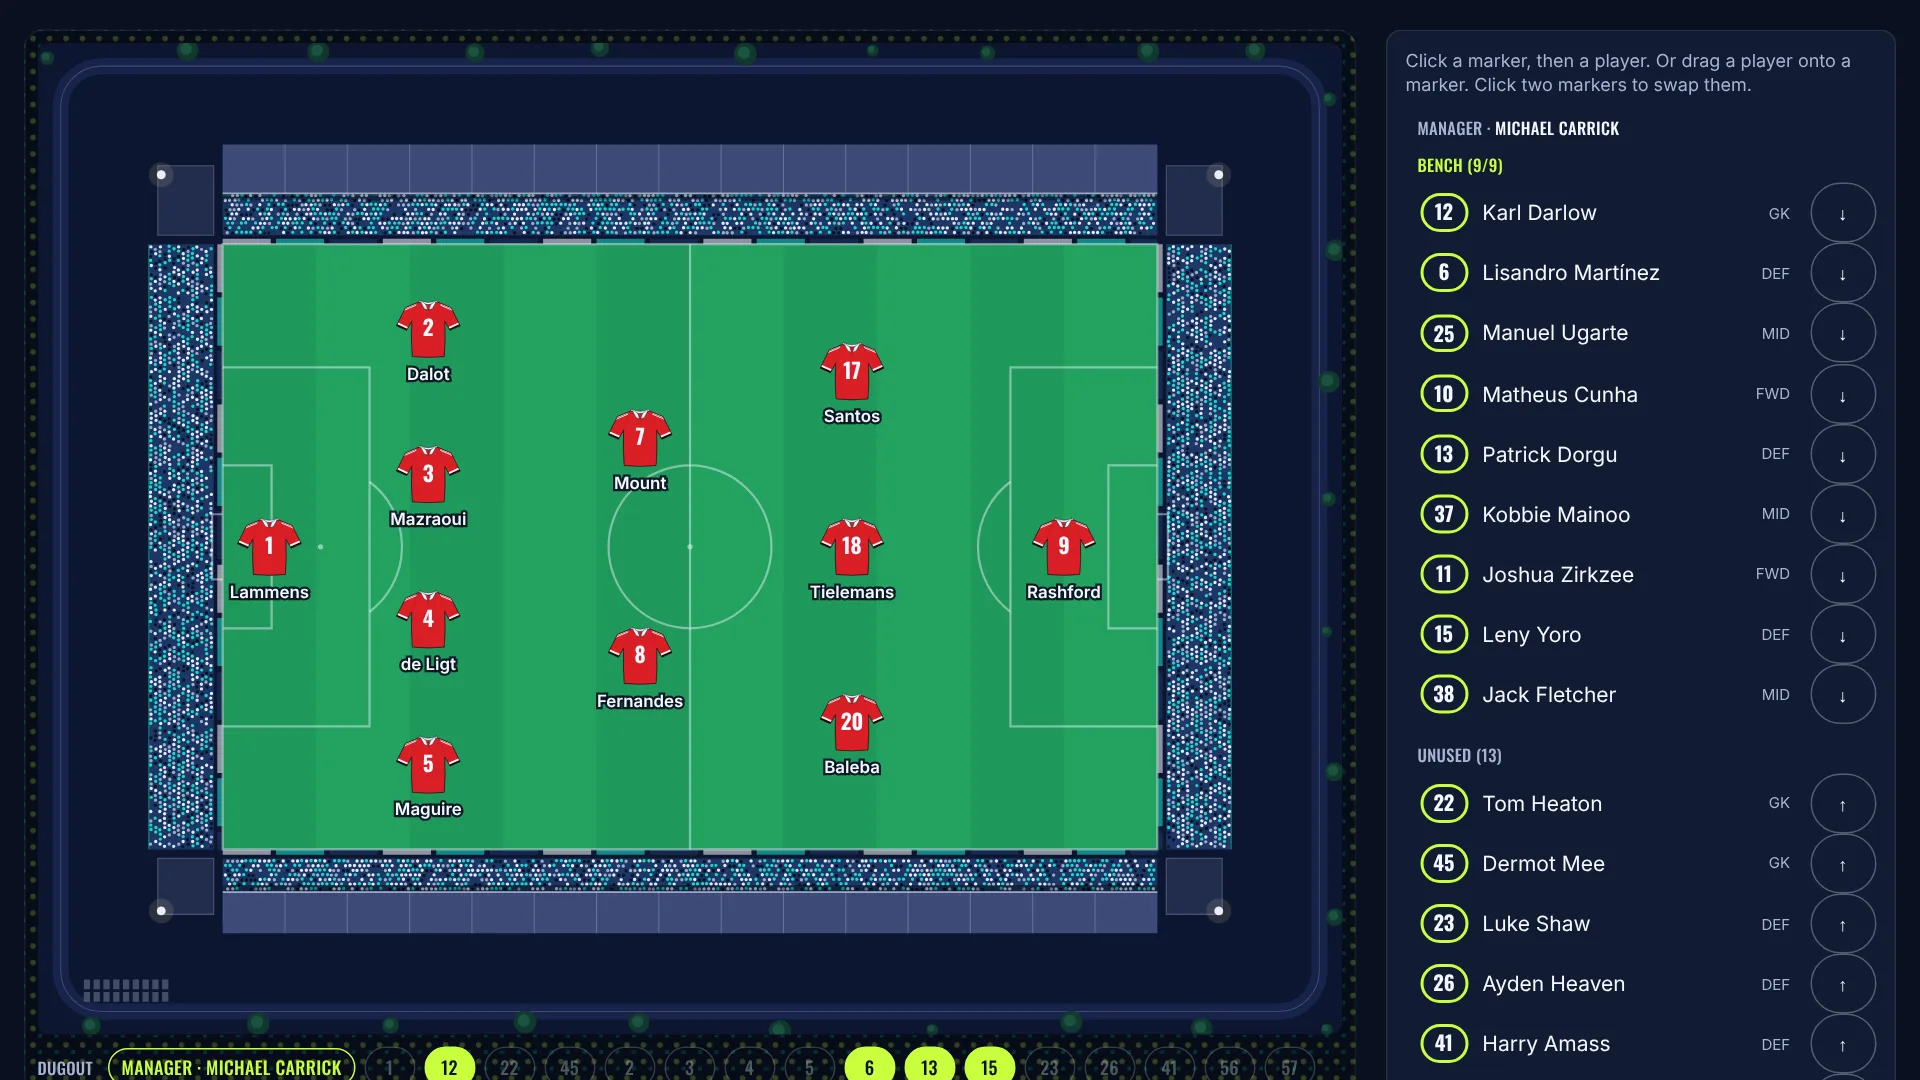 Click a marker, then a player. Or drag a player onto a
marker. Click two markers to swap them.
MANAGER · MICHAEL CARRICK
BENCH (9/9)
12 Karl Darlow GK ↓
6 Lisandro Martínez DEF ↓
25 Manuel Ugarte MID ↓
10 Matheus Cunha FWD ↓
13 Patrick Dorgu DEF ↓
37 Kobbie Mainoo MID ↓
11 Joshua Zirkzee FWD ↓
15 Leny Yoro DEF ↓
38 Jack Fletcher MID ↓
UNUSED (13)
22 Tom Heaton GK ↑
45 Dermot Mee GK ↑
23 Luke Shaw DEF ↑
26 Ayden Heaven DEF ↑
41 Harry Amass DEF ↑
2
Dalot
17
Santos
7
Mount
3
Mazraoui
1
Lammens
18
Tielemans
9
Rashford
4
de Ligt
8
Fernandes
20
Baleba
5
Maguire
DUGOUT MANAGER · MICHAEL CARRICK 1 12 22 45 2 3 4 5 6 13 15 23 26 41 56 57